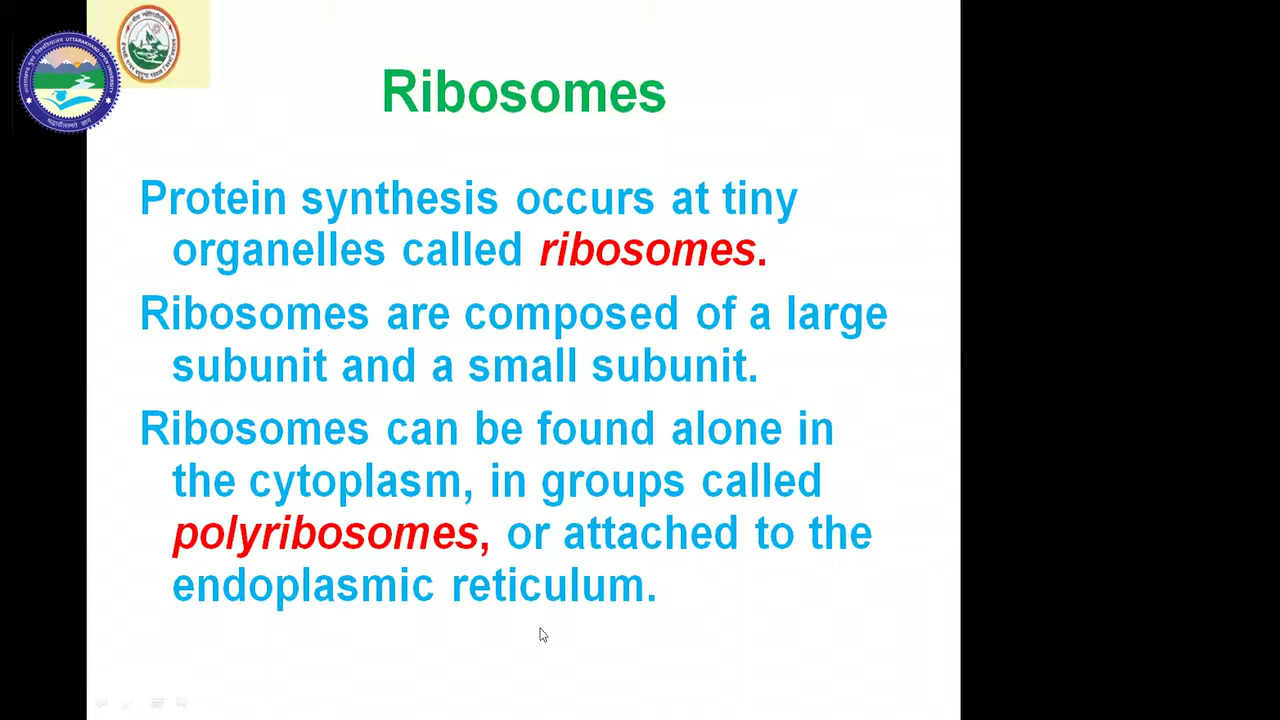 Ribosomes
Protein synthesis occurs at tiny
organelles called ribosomes.
Ribosomes are composed of a large
subunit and a small subunit.
Ribosomes can be found alone in
the cytoplasm, in groups called
polyribosomes, or attached to the
endoplasmic reticulum.